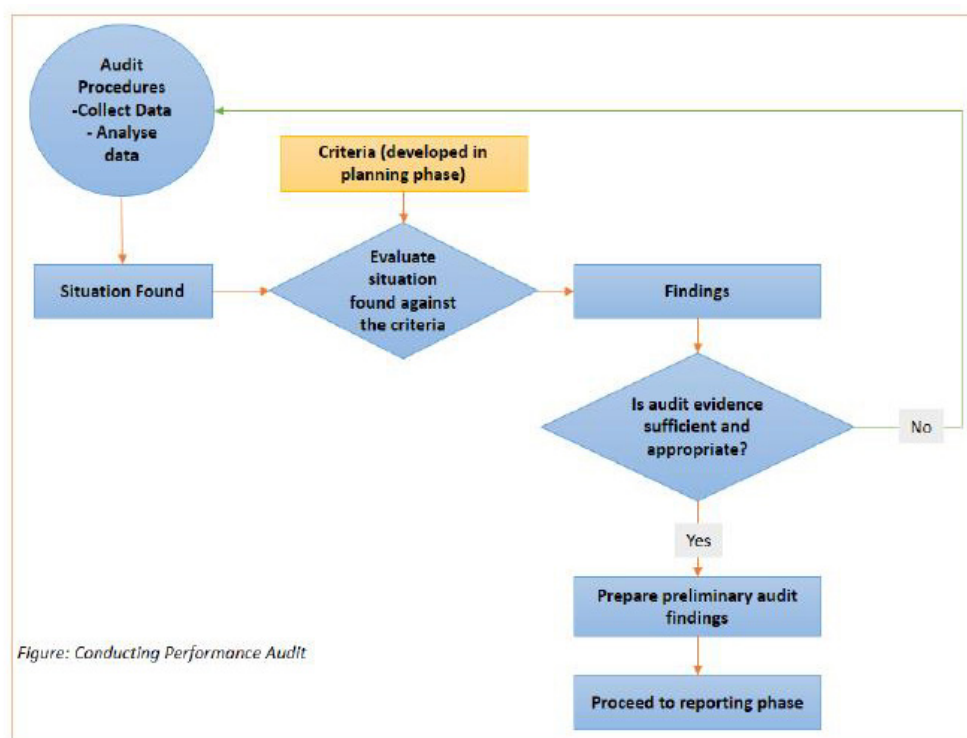 Audit
Procedures
-Collect Data
- Analyse
data
Criteria (developed in
planning phase)
Situation Found
Evaluate
situation
found against
the criteria
Findings
Is audit evidence
sufficient and
appropriate?
No
Yes
Prepare preliminary audit
findings
Proceed to reporting phase
Figure: Conducting Performance Audit